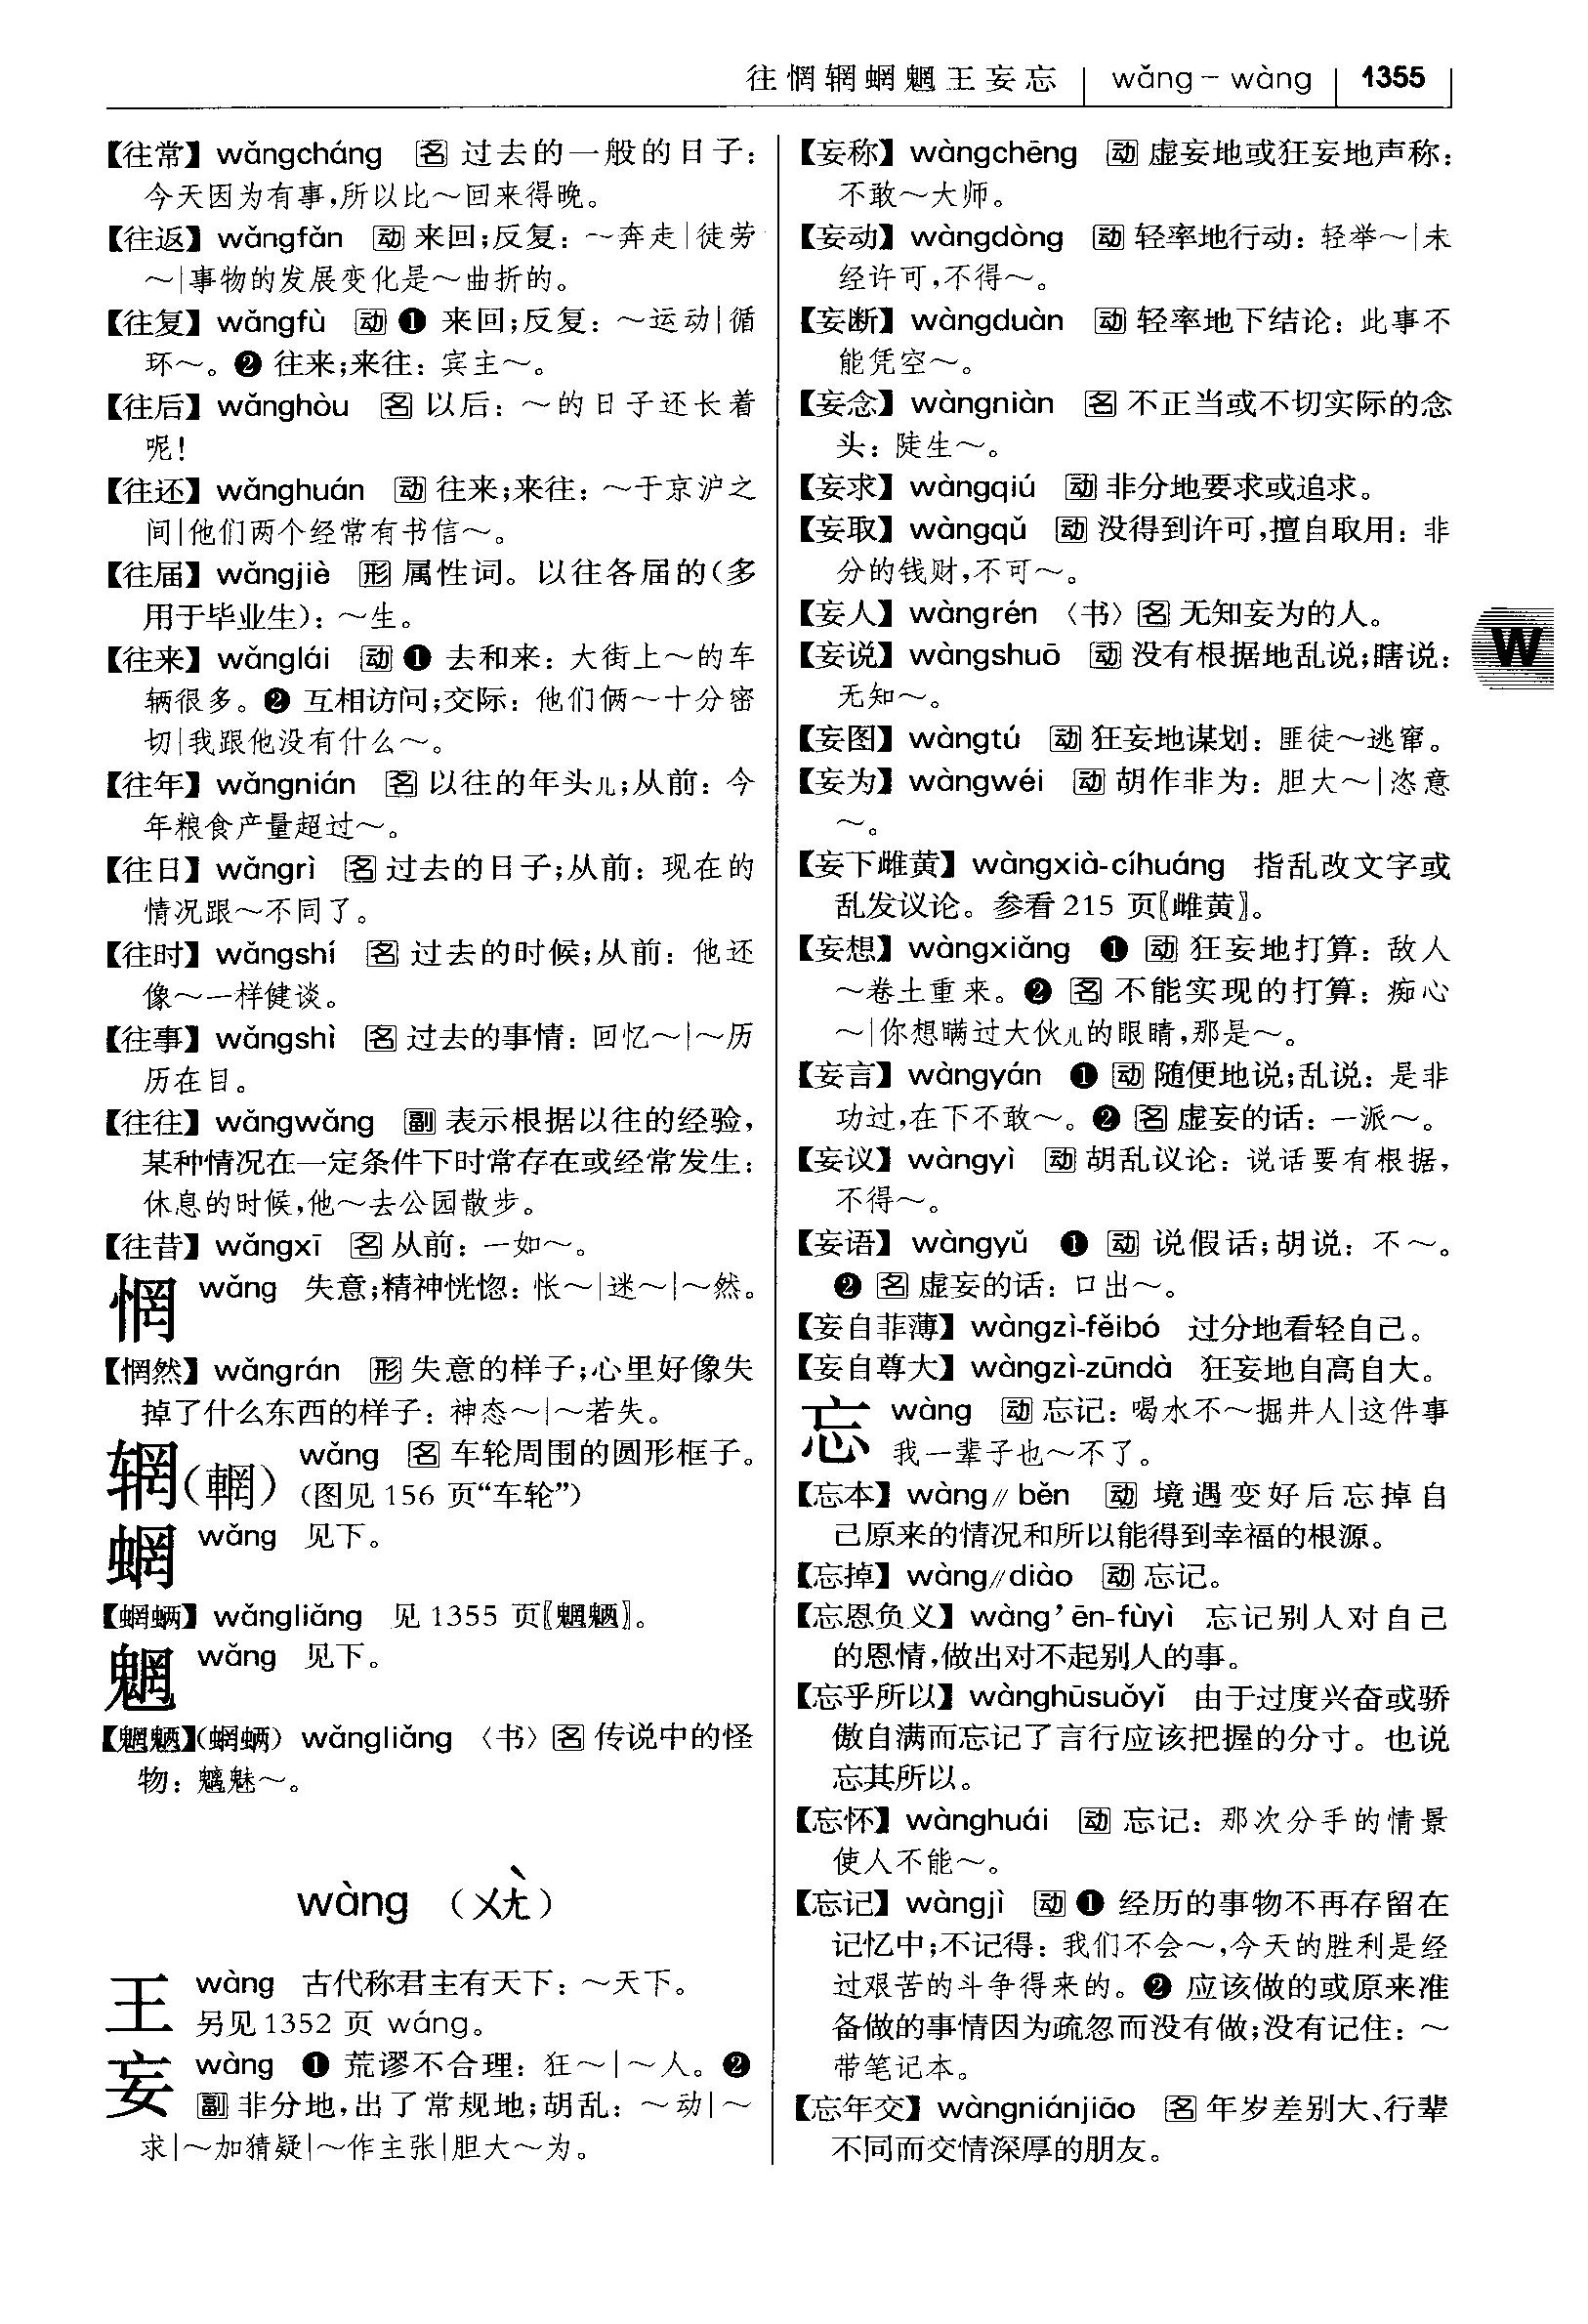 往惘辋蝄魍王妄忘 wǎng－wàng 1355
【往常】wǎngcháng 名 过去的一般的日子：
今天因为有事，所以比～回来得晚。
【往返】wǎngfǎn 动 来回；反复：～奔走|徒劳
～|事物的发展变化是～曲折的。
【往复】wǎngfù 动 ❶ 来回；反复：～运动|循
环～。❷ 往来；来往：宾主～。
【往后】wǎnghòu 名 以后：～的日子还长着
呢！
【往还】wǎnghuán 动 往来；来往：～于京沪之
间|他们两个经常有书信～。
【往届】wǎngjiè 形 属性词。以往各届的（多
用于毕业生）：～生。
【往来】wǎnglái 动 ❶ 去和来：大街上～的车
辆很多。❷ 互相访问；交际：他们俩～十分密
切|我跟他没有什么～。
【往年】wǎngnián 名 以往的年头儿；从前：今
年粮食产量超过～。
【往日】wǎngrì 名 过去的日子；从前：现在的
情况跟～不同了。
【往时】wǎngshí 名 过去的时候；从前：他还
像～一样健谈。
【往事】wǎngshì 名 过去的事情：回忆～|～历
历在目。
【往往】wǎngwǎng 副 表示根据以往的经验，
某种情况在一定条件下时常存在或经常发生：
休息的时候，他～去公园散步。
【往昔】wǎngxī 名 从前：一如～。
惘 wǎng 失意；精神恍惚：怅～|迷～|～然。
【惘然】wǎngrán 形 失意的样子；心里好像失
掉了什么东西的样子：神态～|～若失。
辋（輞） wǎng 名 车轮周围的圆形框子。
（图见 156 页“车轮”）
蝄 wǎng 见下。
【蝄蜽】wǎngliǎng 见 1355 页〖魍魉〗。
魍 wǎng 见下。
【魍魉】（蝄蜽） wǎngliǎng 〈书〉 名 传说中的怪
物：魑魅～。
wàng （ㄨㄤˋ）
王 wàng 古代称君主有天下：～天下。
另见 1352 页 wáng。
妄 wàng ❶ 荒谬不合理：狂～|～人。❷
副 非分地，出了常规地；胡乱：～动|～
求|～加猜疑|～作主张|胆大～为。
【妄称】wàngchēng 动 虚妄地或狂妄地声称：
不敢～大师。
【妄动】wàngdòng 动 轻率地行动：轻举～|未
经许可，不得～。
【妄断】wàngduàn 动 轻率地下结论：此事不
能凭空～。
【妄念】wàngniàn 名 不正当或不切实际的念
头：陡生～。
【妄求】wàngqiú 动 非分地要求或追求。
【妄取】wàngqǔ 动 没得到许可，擅自取用：非
分的钱财，不可～。
【妄人】wàngrén 〈书〉 名 无知妄为的人。
【妄说】wàngshuō 动 没有根据地乱说；瞎说：
无知～。
【妄图】wàngtú 动 狂妄地谋划：匪徒～逃窜。
【妄为】wàngwéi 动 胡作非为：胆大～|恣意
～。
【妄下雌黄】wàngxià-cíhuáng 指乱改文字或
乱发议论。参看 215 页〖雌黄〗。
【妄想】wàngxiǎng ❶ 动 狂妄地打算：敌人
～卷土重来。❷ 名 不能实现的打算：痴心
～|你想瞒过大伙儿的眼睛，那是～。
【妄言】wàngyán ❶ 动 随便地说；乱说：是非
功过，在下不敢～。❷ 名 虚妄的话：一派～。
【妄议】wàngyì 动 胡乱议论：说话要有根据，
不得～。
【妄语】wàngyǔ ❶ 动 说假话；胡说：不～。
❷ 名 虚妄的话：口出～。
【妄自菲薄】wàngzì-fěibó 过分地看轻自己。
【妄自尊大】wàngzì-zūndà 狂妄地自高自大。
忘 wàng 动 忘记：喝水不～掘井人|这件事
我一辈子也～不了。
【忘本】wàng∥běn 动 境遇变好后忘掉自
己原来的情况和所以能得到幸福的根源。
【忘掉】wàng∥diào 动 忘记。
【忘恩负义】wàng’ēn-fùyì 忘记别人对自己
的恩情，做出对不起别人的事。
【忘乎所以】wànghūsuǒyǐ 由于过度兴奋或骄
傲自满而忘记了言行应该把握的分寸。也说
忘其所以。
【忘怀】wànghuái 动 忘记：那次分手的情景
使人不能～。
【忘记】wàngjì 动 ❶ 经历的事物不再存留在
记忆中；不记得：我们不会～，今天的胜利是经
过艰苦的斗争得来的。❷ 应该做的或原来准
备做的事情因为疏忽而没有做；没有记住：～
带笔记本。
【忘年交】wàngniánjiāo 名 年岁差别大、行辈
不同而交情深厚的朋友。
W